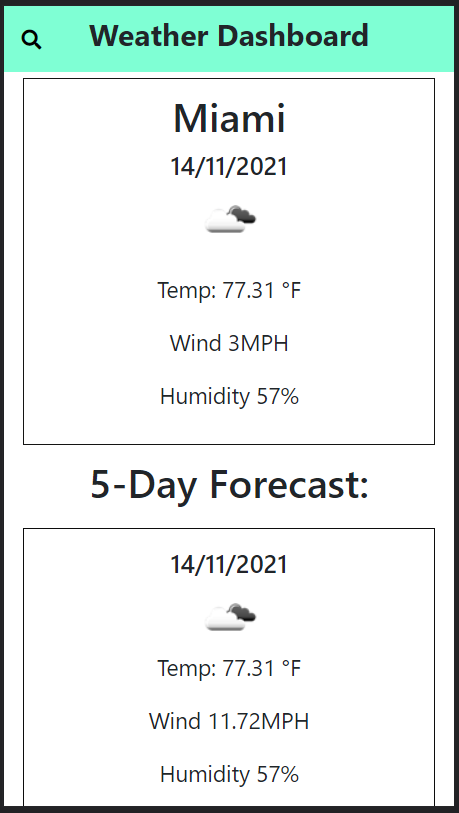 Weather Dashboard
Miami
14/11/2021
Temp: 77.31 °F
Wind 3MPH
Humidity 57%
5-Day Forecast:
14/11/2021
Temp: 77.31 °F
Wind 11.72MPH
Humidity 57%